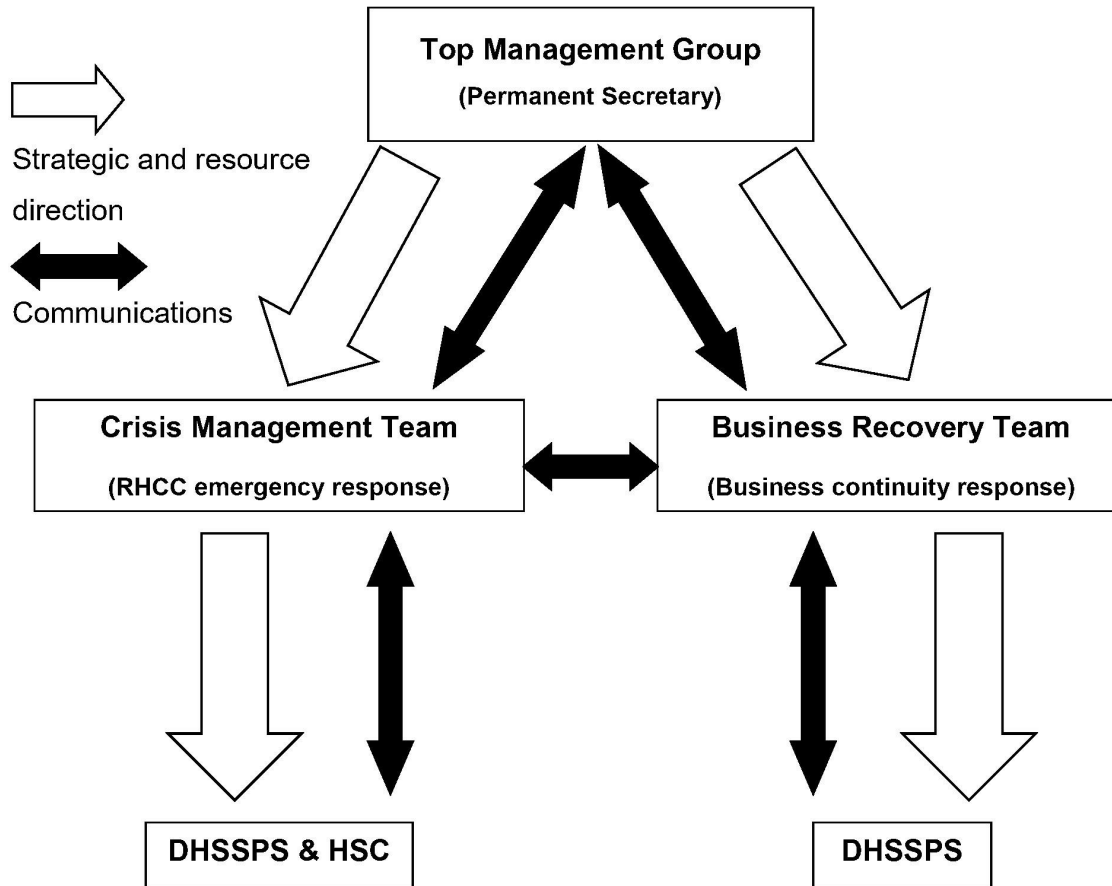 Top Management Group
(Permanent Secretary)
Strategic and resource
direction
Communications
Crisis Management Team
(RHCC emergency response)
Business Recovery Team
(Business continuity response)
DHSSPS & HSC
DHSSPS